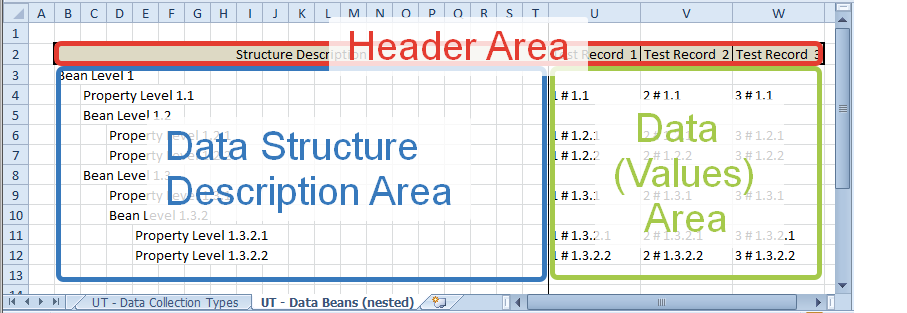 A B C D E F G H I J K L M N O P Q R S T U V W
1
2 Structure Description Test Record 1 Test Record 2 Test Record 3
Header Area
3 Bean Level 1
4 Property Level 1.1 1 # 1.1 2 # 1.1 3 # 1.1
5 Bean Level 1.2
6 Property Level 1.2.1 1 # 1.2.1 2 # 1.2.1 3 # 1.2.1
7 Property Level 1.2.2 1 # 1.2.2 2 # 1.2.2 3 # 1.2.2
8 Bean Level 1.3
9 Property Level 1.3.1 1 # 1.3.1 2 # 1.3.1 3 # 1.3.1
10 Bean Level 1.3.2
11 Property Level 1.3.2.1 1 # 1.3.2.1 2 # 1.3.2.1 3 # 1.3.2.1
12 Property Level 1.3.2.2 1 # 1.3.2.2 2 # 1.3.2.2 3 # 1.3.2.2
13
Data Structure
Description Area
Data
(Values)
Area
UT - Data Collection Types UT - Data Beans (nested)